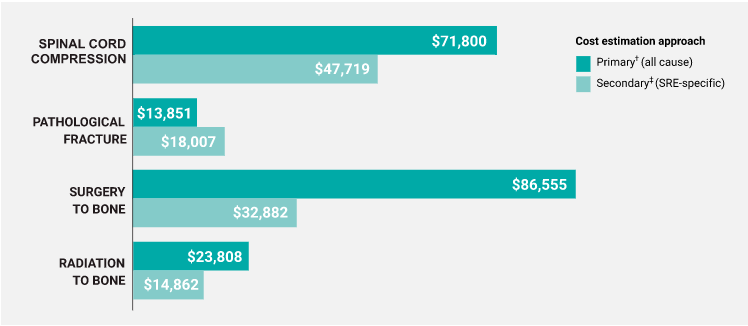 SPINAL CORD
COMPRESSION
$71,800
$47,719
PATHOLOGICAL
FRACTURE
$13,851
$18,007
SURGERY
TO BONE
$86,555
$32,882
RADIATION
TO BONE
$23,808
$14,862
Cost estimation approach
Primary† (all cause)
Secondary‡ (SRE-specific)